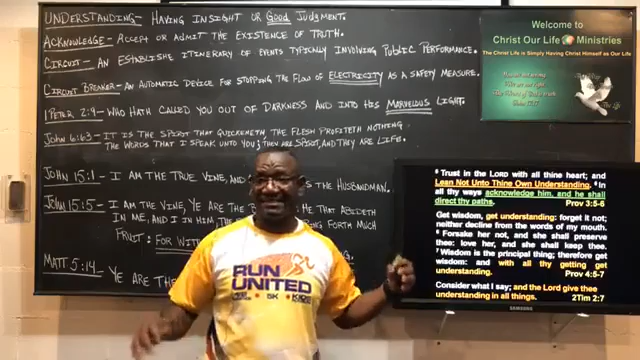 UNDERSTANDING- HAVING INSIGHT OR GOOD JUDGMENT.
ACKNOWLEDGE- ACCEPT OR ADMIT THE EXISTENCE OF TRUTH.
CIRCUIT - AN ESTABLISHE ITINERARY OF EVENTS TYPICALLY INVOLVING PUBLIC PERFORMANCE.
CIRCUIT BREAKER- AN AUTOMATIC DEVICE FOR STOPPING THE FLOW OF ELECTRICITY AS A SAFETY MEASURE.
1 PETER 2:9- WHO HATH CALLED YOU OUT OF DARKNESS AND INTO HIS MARVELOUS LIGHT.
JOHN 6:63- IT IS THE SPIRIT THAT QUICKENETH THE FLESH PROFITETH NOTHING
THE WORDS THAT I SPEAK UNTO YOU; THEY ARE SPIRIT, AND THEY ARE LIFE.
JOHN 15:1- I AM THE TRUE VINE, AND IS THE HUSBANDMAN.
JOHN 15:5- I AM THE VINE, YE ARE THE ME THAT ABIDETH
IN ME, AND I IN HIM, THE FORTH MUCH
FRUIT: FOR WITH
MATT 5:14- YE ARE THE
Welcome to
Christ Our Life Ministries
The Christ Life is Simply Having Christ Himself as Our Life
The Way
The Life
RUN
UNITED
5K
KIDS
⁵ Trust in the LORD with all thine heart; and
Lean Not Unto Thine Own Understanding. ⁶ In
all thy ways acknowledge him, and he shall
direct thy paths. Prov 3:5-6
Get wisdom, get understanding: forget it not;
neither decline from the words of my mouth.
⁶ Forsake her not, and she shall preserve
thee: love her, and she shall keep thee.
⁷ Wisdom is the principal thing; therefore get
wisdom: and with all thy getting get
understanding. Prov 4:5-7
Consider what I say; and the Lord give thee
understanding in all things. 2Tim 2:7